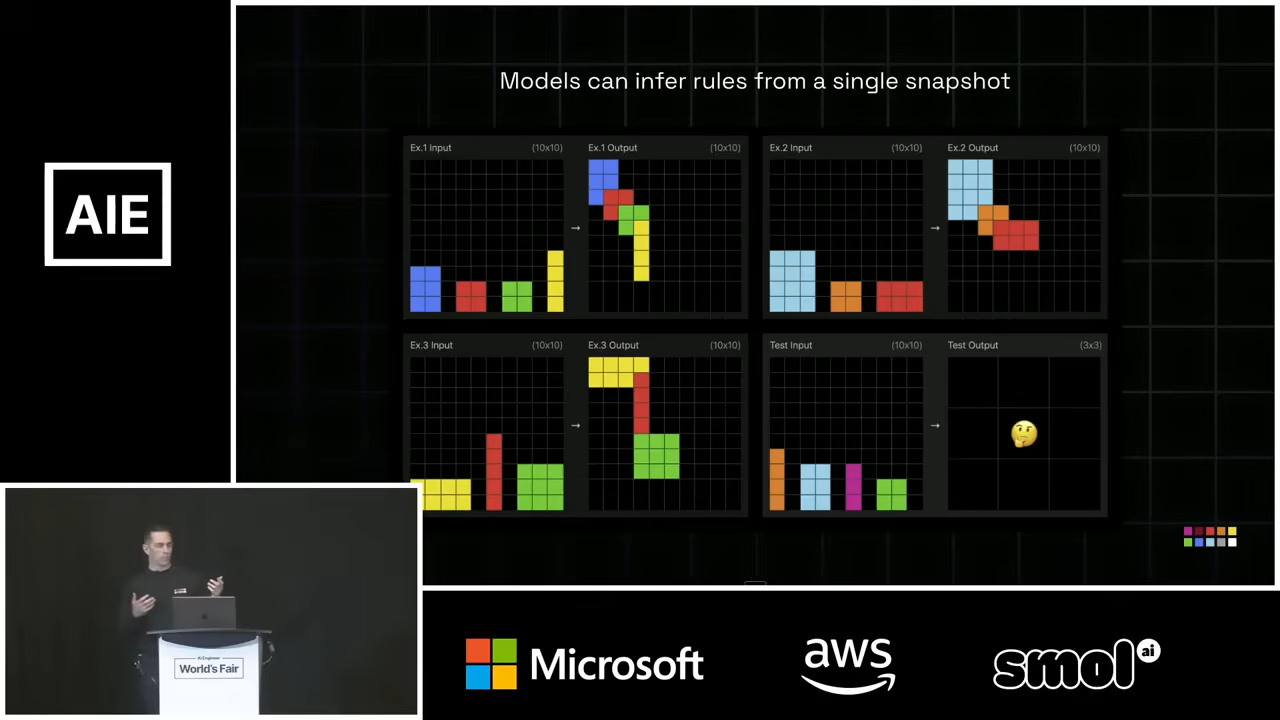 AIE
Models can infer rules from a single snapshot
Ex.1 Input (10x10)
Ex.1 Output (10x10)
Ex.2 Input (10x10)
Ex.2 Output (10x10)
→
→
Ex.3 Input (10x10)
Ex.3 Output (10x10)
Test Input (10x10)
Test Output (3x3)
→
→
AI Engineer
World's Fair
Microsoft
aws
smol ai